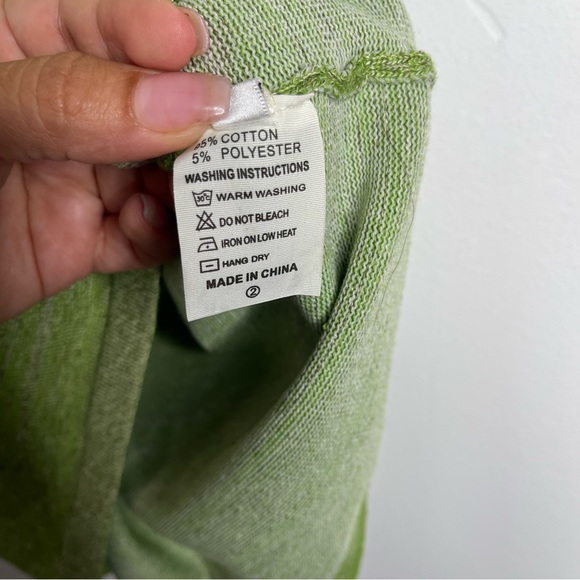 5% COTTON
5% POLYESTER
WASHING INSTRUCTIONS
30°C WARM WASHING
DO NOT BLEACH
IRON ON LOW HEAT
HANG DRY
MADE IN CHINA
2